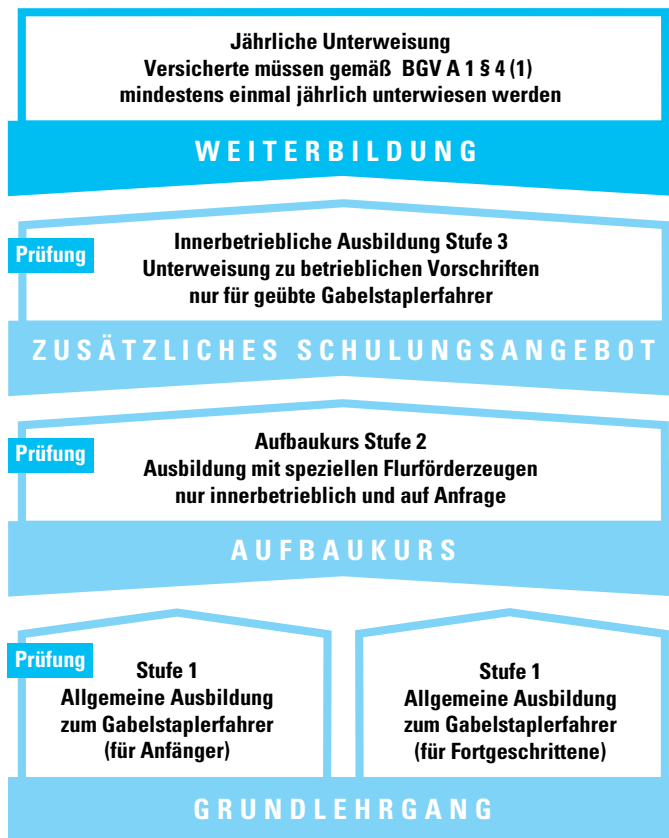 Jährliche Unterweisung
Versicherte müssen gemäß BGV A 1 § 4 (1)
mindestens einmal jährlich unterwiesen werden
WEITERBILDUNG
Prüfung
Innerbetriebliche Ausbildung Stufe 3
Unterweisung zu betrieblichen Vorschriften
nur für geübte Gabelstaplerfahrer
ZUSÄTZLICHES SCHULUNGSANGEBOT
Prüfung
Aufbaukurs Stufe 2
Ausbildung mit speziellen Flurförderzeugen
nur innerbetrieblich und auf Anfrage
AUFBAUKURS
Prüfung
Stufe 1
Allgemeine Ausbildung
zum Gabelstaplerfahrer
(für Anfänger)
Stufe 1
Allgemeine Ausbildung
zum Gabelstaplerfahrer
(für Fortgeschrittene)
GRUNDLEHRGANG